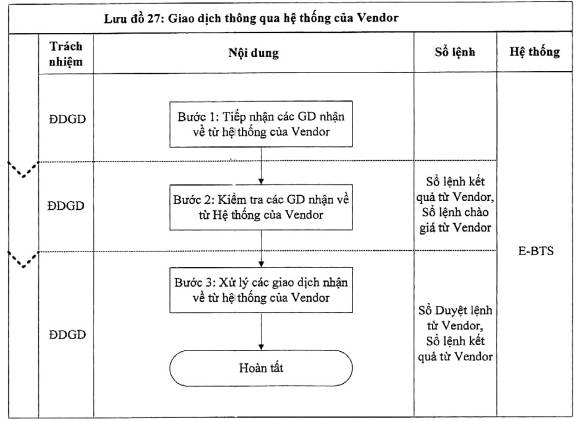 Lưu đồ 27: Giao dịch thông qua hệ thống của Vendor
Trách
nhiệm
Nội dung
Sổ lệnh
Hệ thống
ĐDGD
Bước 1: Tiếp nhận các GD nhận
về từ hệ thống của Vendor
ĐDGD
Bước 2: Kiểm tra các GD nhận về
từ Hệ thống của Vendor
Sổ lệnh kết
quả từ Vendor,
Sổ lệnh chào
giá từ Vendor
E-BTS
ĐDGD
Bước 3: Xử lý các giao dịch nhận
về từ hệ thống của Vendor
Hoàn tất
Sổ Duyệt lệnh
từ Vendor,
Sổ lệnh kết
quả từ Vendor